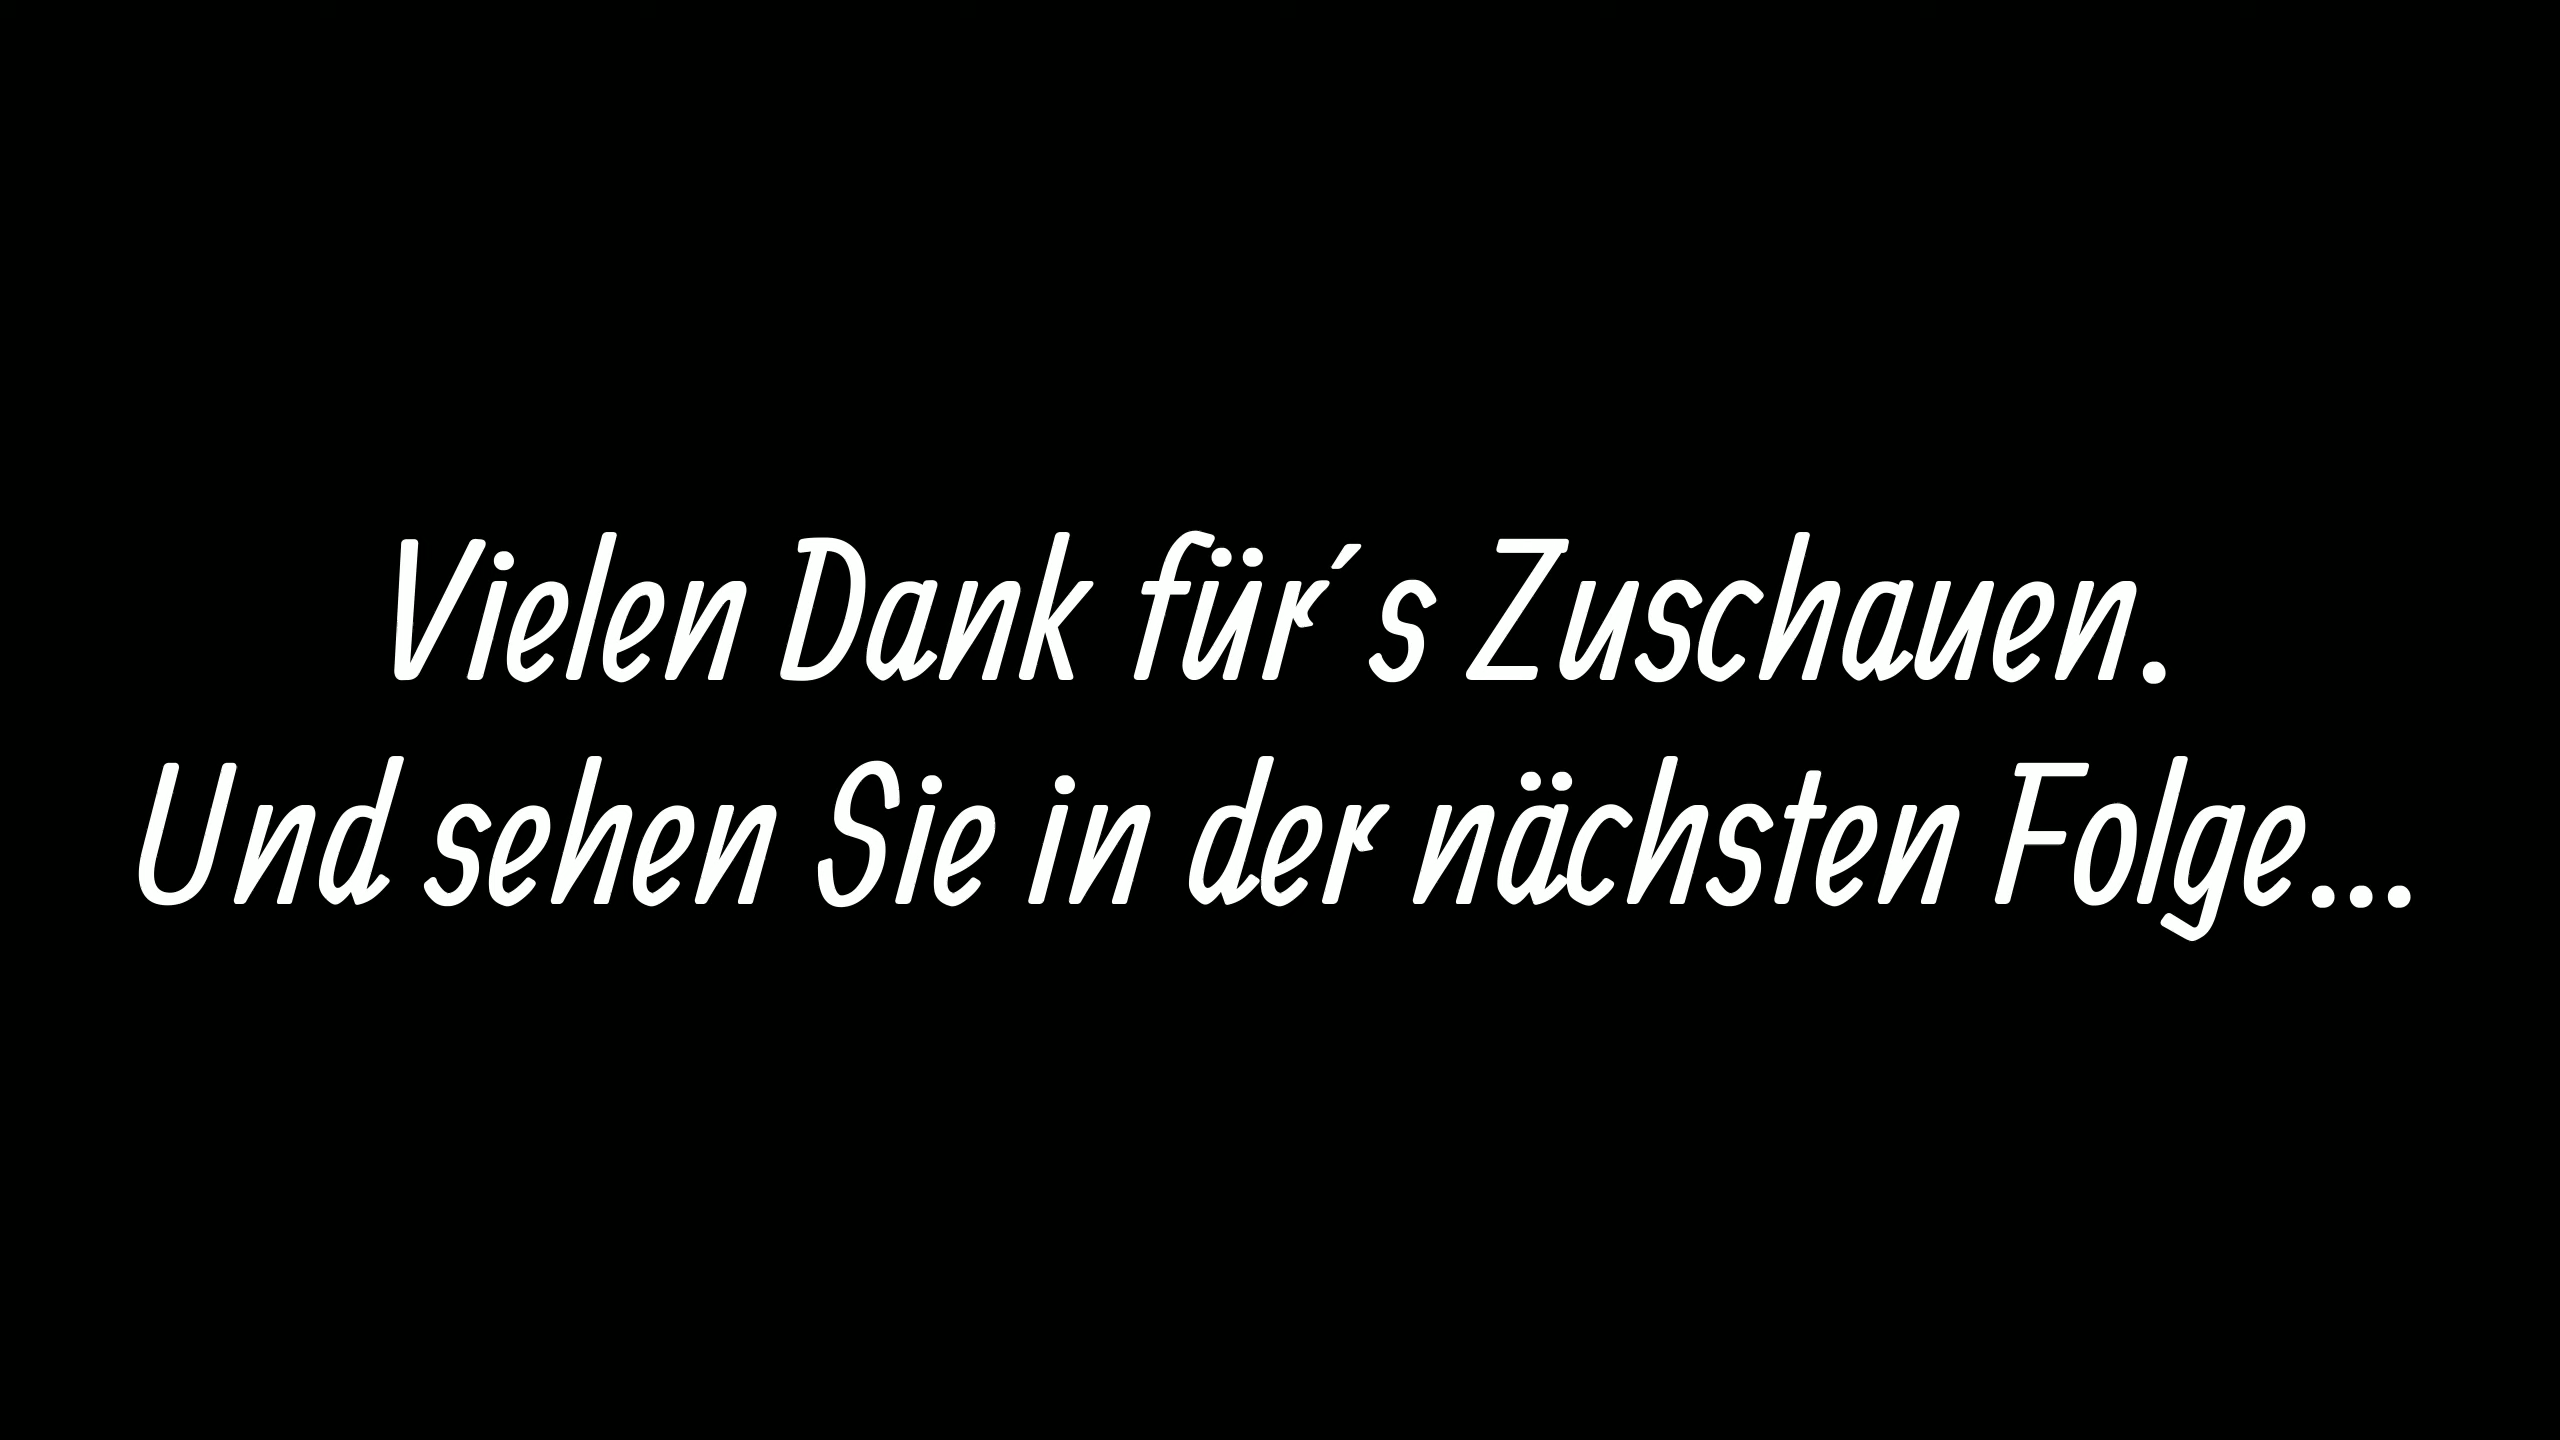 Vielen Dank für´s Zuschauen.
Und sehen Sie in der nächsten Folge...